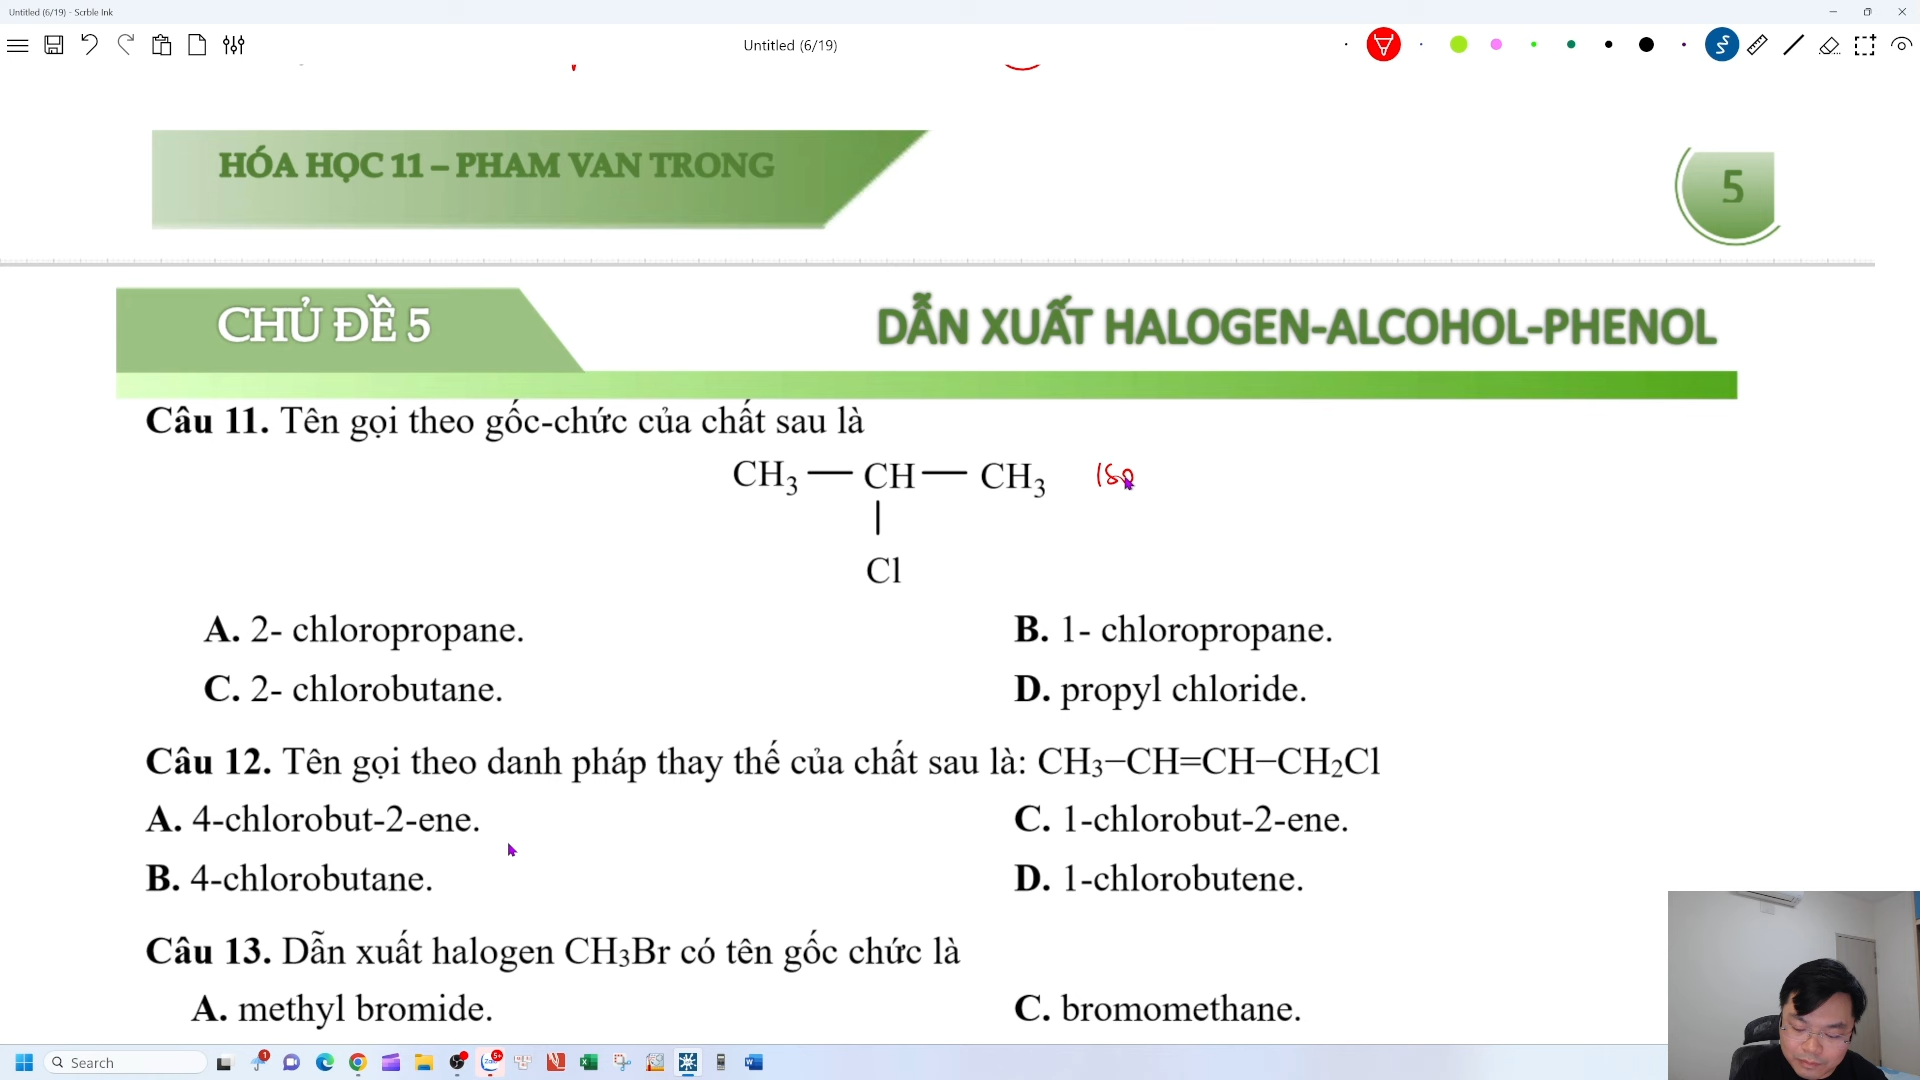 Untitled (6/19) - Scrble Ink
Untitled (6/19)
HÓA HỌC 11 – PHAM VAN TRONG
5
CHỦ ĐỀ 5
DẪN XUẤT HALOGEN-ALCOHOL-PHENOL
Câu 11. Tên gọi theo gốc-chức của chất sau là
CH₃ — CH — CH₃ Iso
|
Cl
A. 2- chloropropane.
B. 1- chloropropane.
C. 2- chlorobutane.
D. propyl chloride.
Câu 12. Tên gọi theo danh pháp thay thế của chất sau là: CH₃−CH=CH−CH₂Cl
A. 4-chlorobut-2-ene.
C. 1-chlorobut-2-ene.
B. 4-chlorobutane.
D. 1-chlorobutene.
Câu 13. Dẫn xuất halogen CH₃Br có tên gốc chức là
A. methyl bromide.
C. bromomethane.
Search